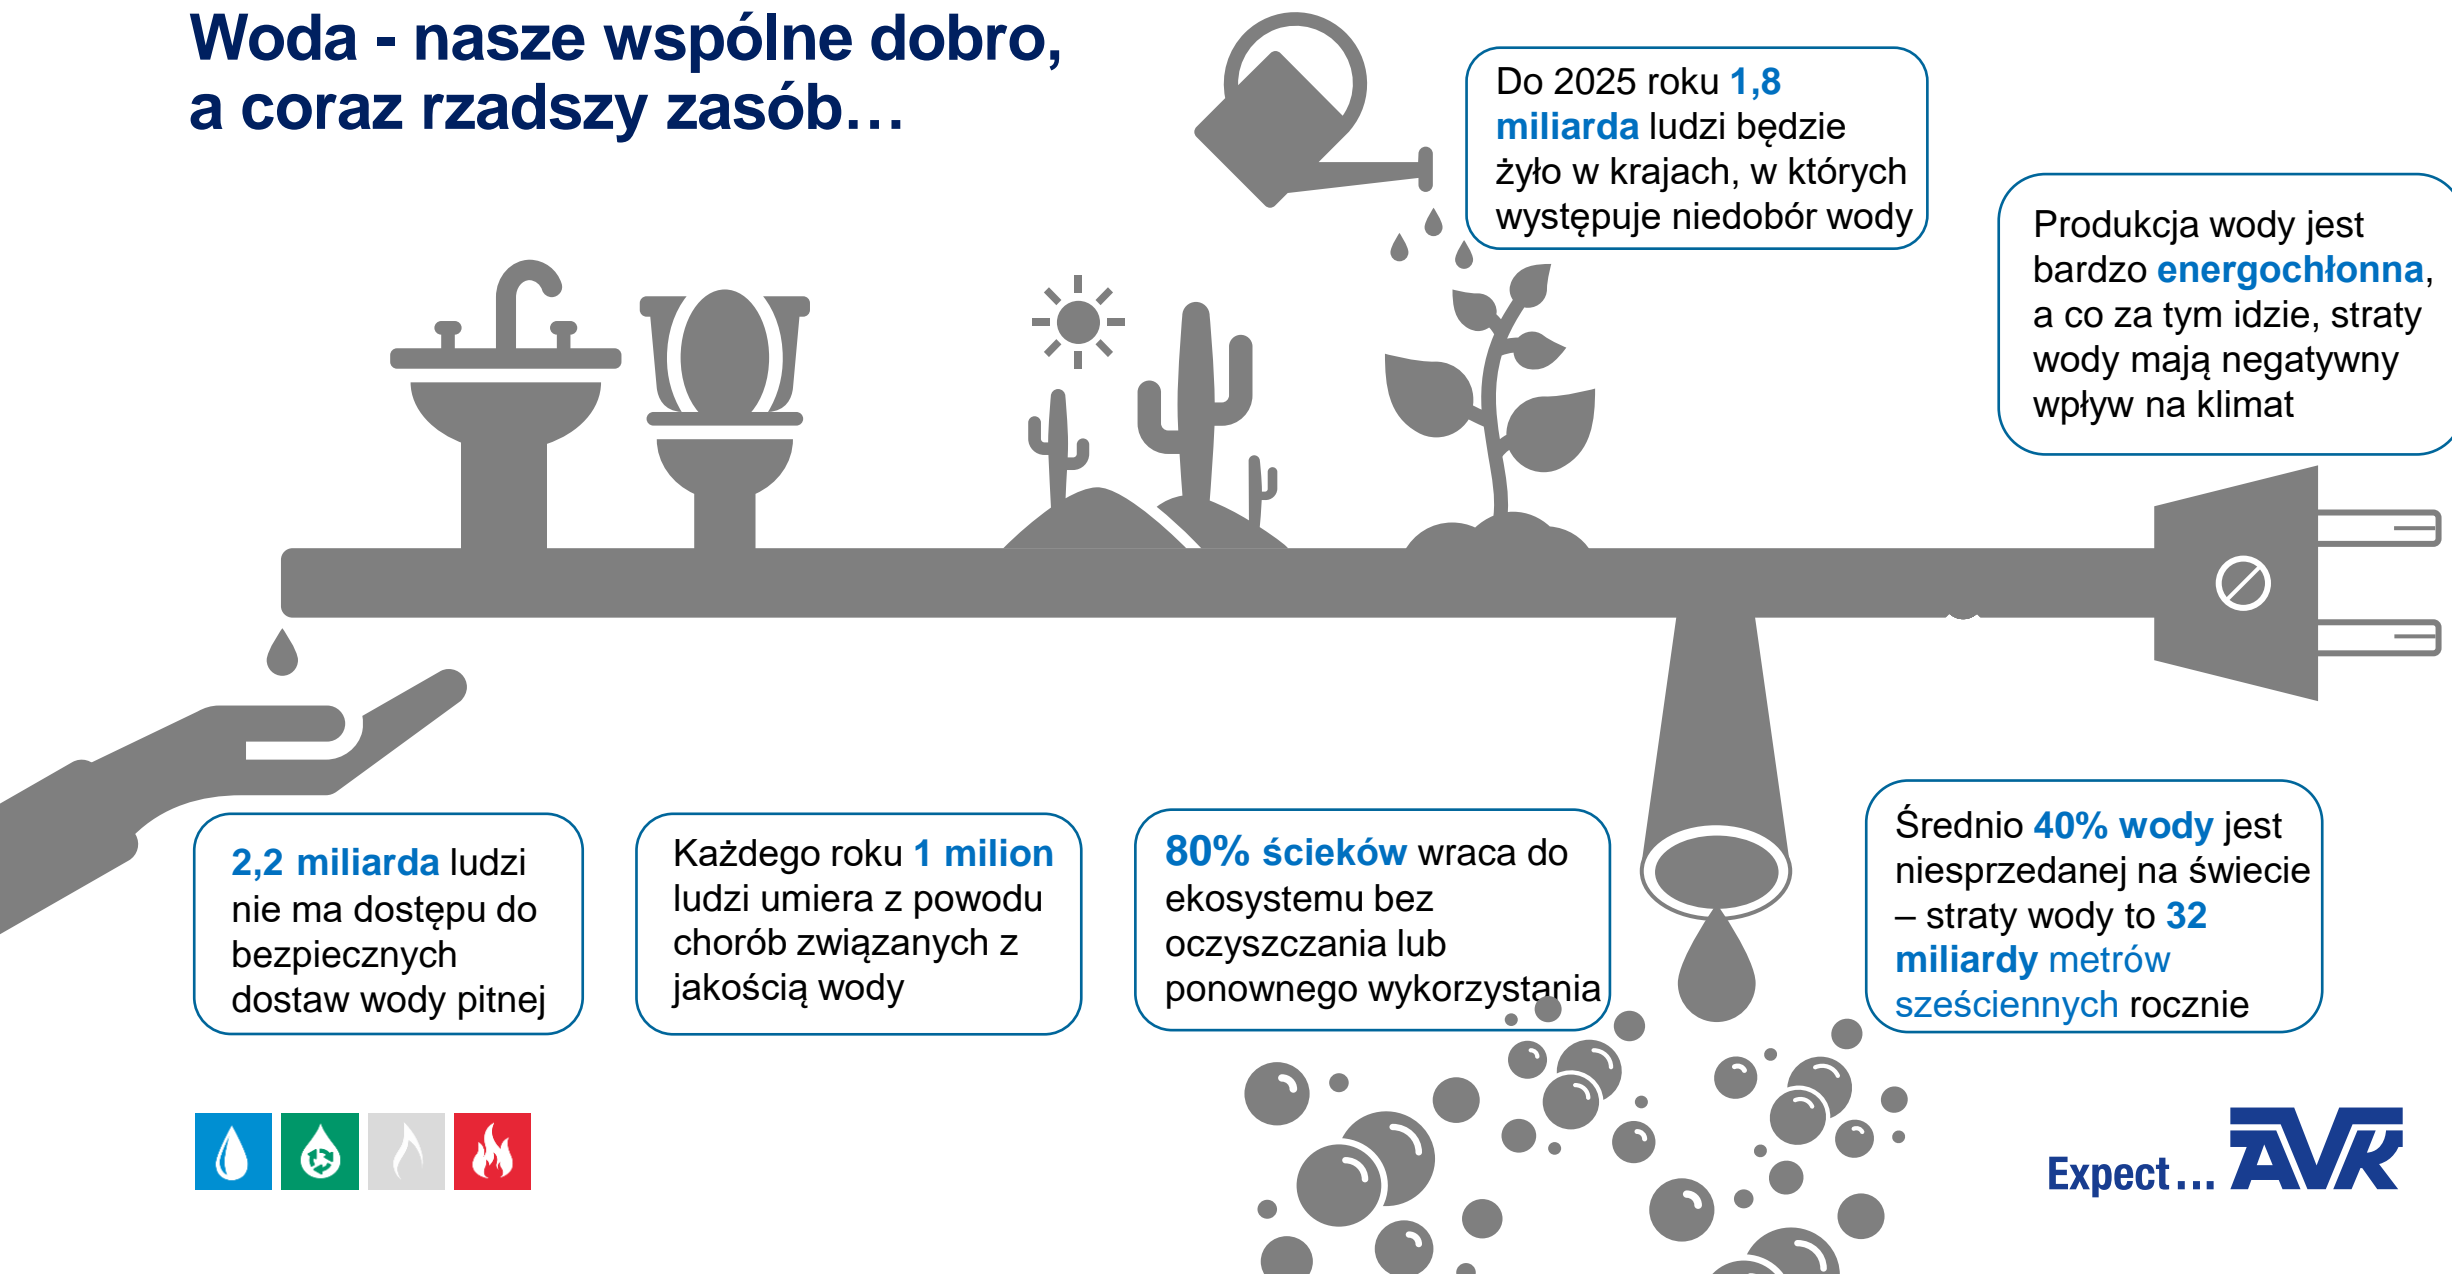 Woda - nasze wspólne dobro,
a coraz rzadszy zasób…
Do 2025 roku 1,8
miliarda ludzi będzie
żyło w krajach, w których
występuje niedobór wody
Produkcja wody jest
bardzo energochłonna,
a co za tym idzie, straty
wody mają negatywny
wpływ na klimat
2,2 miliarda ludzi
nie ma dostępu do
bezpiecznych
dostaw wody pitnej
Każdego roku 1 milion
ludzi umiera z powodu
chorób związanych z
jakością wody
80% ścieków wraca do
ekosystemu bez
oczyszczania lub
ponownego wykorzystania
Średnio 40% wody jest
niesprzedanej na świecie
– straty wody to 32
miliardy metrów
sześciennych rocznie
Expect... AVK